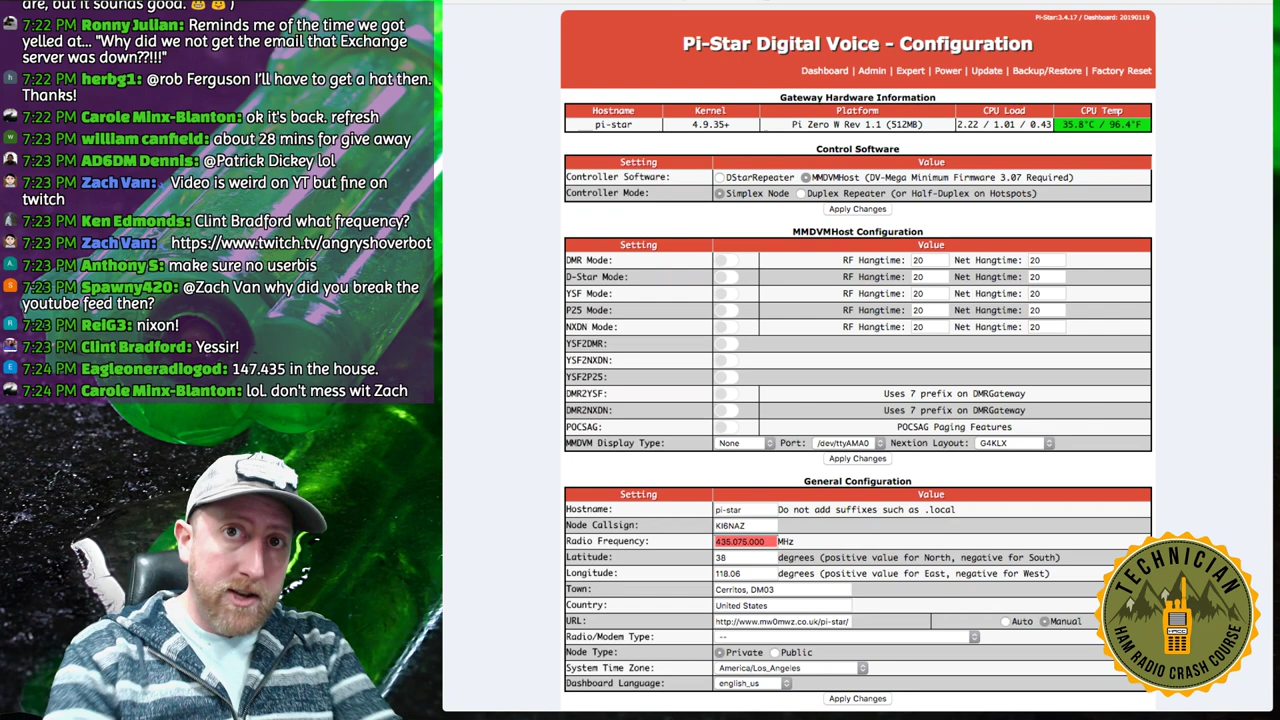 are, but it sounds good.
7:22 PM Ronny Julian: Reminds me of the time we got
yelled at... "Why did we not get the email that Exchange
server was down??!!!"
h 7:22 PM herbg1: @rob Ferguson I'll have to get a hat then.
Thanks!
7:22 PM Carole Minx-Blanton: ok it's back. refresh
w 7:23 PM william canfield: about 28 mins for give away
7:23 PM AD6DM Dennis: @Patrick Dickey lol
7:23 PM Zach Van: Video is weird on YT but fine on
twitch
7:23 PM Ken Edmonds: Clint Bradford what frequency?
7:23 PM Zach Van: https://www.twitch.tv/angryshoverbot
A 7:23 PM Anthony S: make sure no userbis
S 7:23 PM Spawny420: @Zach Van why did you break the
youtube feed then?
R 7:23 PM RelG3: nixon!
7:23 PM Clint Bradford: Yessir!
E 7:24 PM Eagleoneradiogod: 147.435 in the house.
7:24 PM Carole Minx-Blanton: lol. don't mess wit Zach
Pi-Star:3.4.17 / Dashboard: 20190119
Pi-Star Digital Voice - Configuration
Dashboard | Admin | Expert | Power | Update | Backup/Restore | Factory Reset
Gateway Hardware Information
Hostname Kernel Platform CPU Load CPU Temp
pi-star 4.9.35+ Pi Zero W Rev 1.1 (512MB) 2.22 / 1.01 / 0.43 35.8°C / 96.4°F
Control Software
Setting Value
Controller Software: DStarRepeater MMDVMHost (DV-Mega Minimum Firmware 3.07 Required)
Controller Mode: Simplex Node Duplex Repeater (or Half-Duplex on Hotspots)
Apply Changes
MMDVMHost Configuration
Setting Value
DMR Mode: RF Hangtime: 20 Net Hangtime: 20
D-Star Mode: RF Hangtime: 20 Net Hangtime: 20
YSF Mode: RF Hangtime: 20 Net Hangtime: 20
P25 Mode: RF Hangtime: 20 Net Hangtime: 20
NXDN Mode: RF Hangtime: 20 Net Hangtime: 20
YSF2DMR:
YSF2NXDN:
YSF2P25:
DMR2YSF: Uses 7 prefix on DMRGateway
DMR2NXDN: Uses 7 prefix on DMRGateway
POCSAG: POCSAG Paging Features
MMDVM Display Type: None Port: /dev/ttyAMA0 Nextion Layout: G4KLX
Apply Changes
General Configuration
Setting Value
Hostname: pi-star Do not add suffixes such as .local
Node Callsign: KI6NAZ
Radio Frequency: 435.075.000 MHz
Latitude: 38 degrees (positive value for North, negative for South)
Longitude: 118.06 degrees (positive value for East, negative for West)
Town: Cerritos, DM03
Country: United States
URL: http://www.mw0mwz.co.uk/pi-star/ Auto Manual
Radio/Modem Type: --
Node Type: Private Public
System Time Zone: America/Los_Angeles
Dashboard Language: english_us
Apply Changes
TECHNICIAN
HRCC
HAM RADIO CRASH COURSE